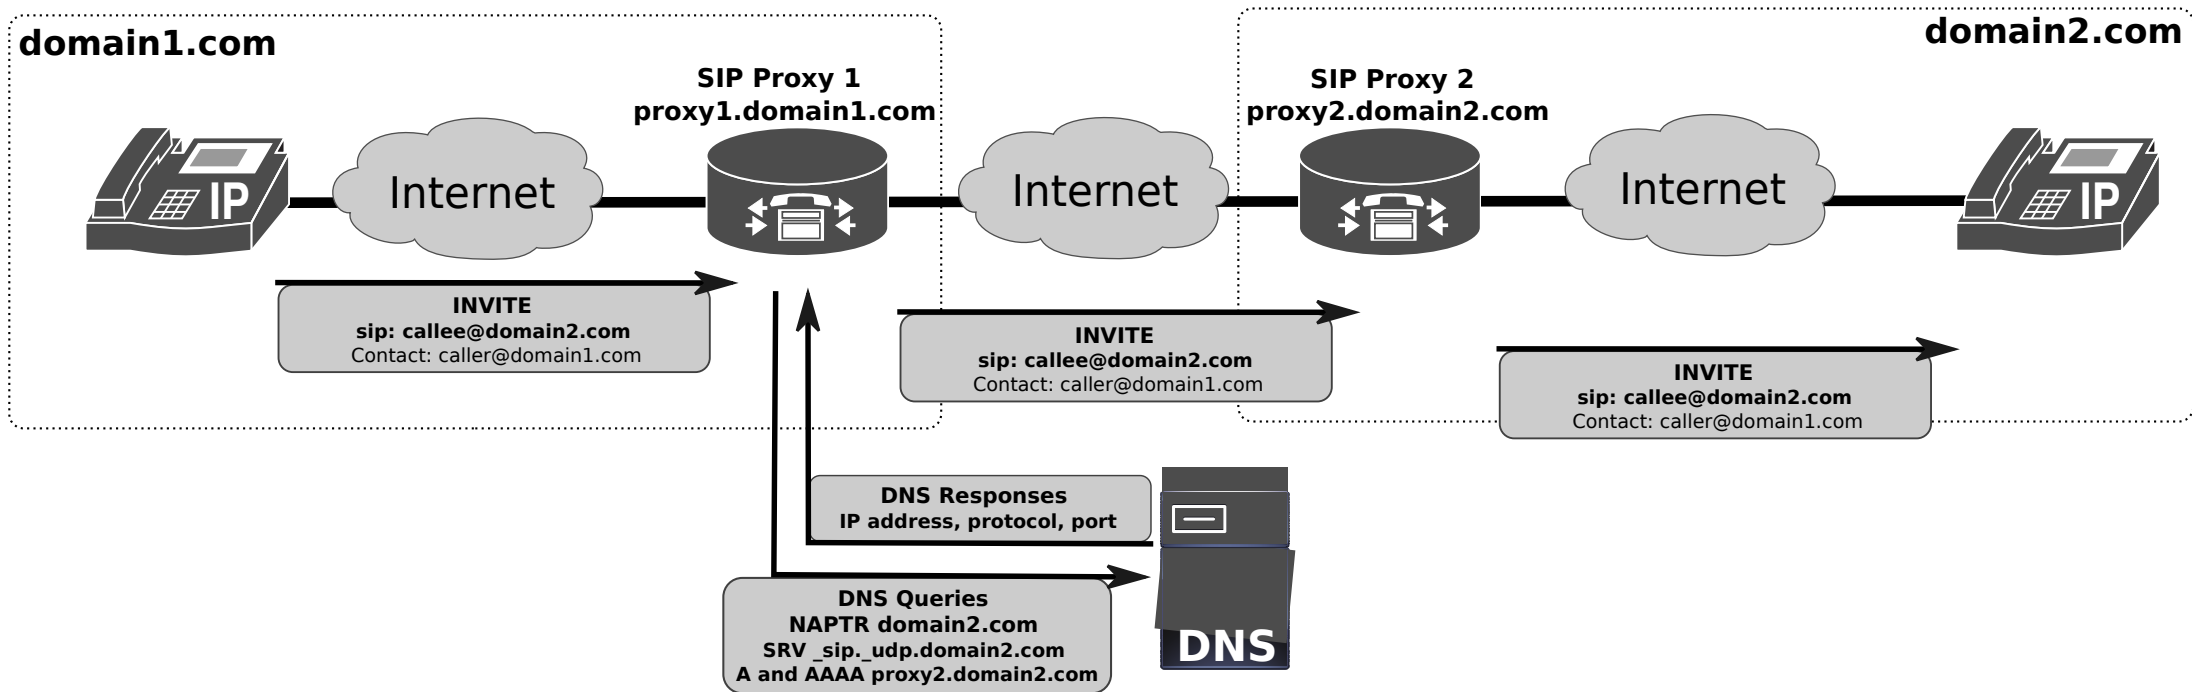 domain1.com
domain2.com
SIP Proxy 1
proxy1.domain1.com
SIP Proxy 2
proxy2.domain2.com
IP
Internet
Internet
Internet
IP
INVITE
sip: callee@domain2.com
Contact: caller@domain1.com
INVITE
sip: callee@domain2.com
Contact: caller@domain1.com
INVITE
sip: callee@domain2.com
Contact: caller@domain1.com
DNS Responses
IP address, protocol, port
DNS Queries
NAPTR domain2.com
SRV _sip._udp.domain2.com
A and AAAA proxy2.domain2.com
DNS